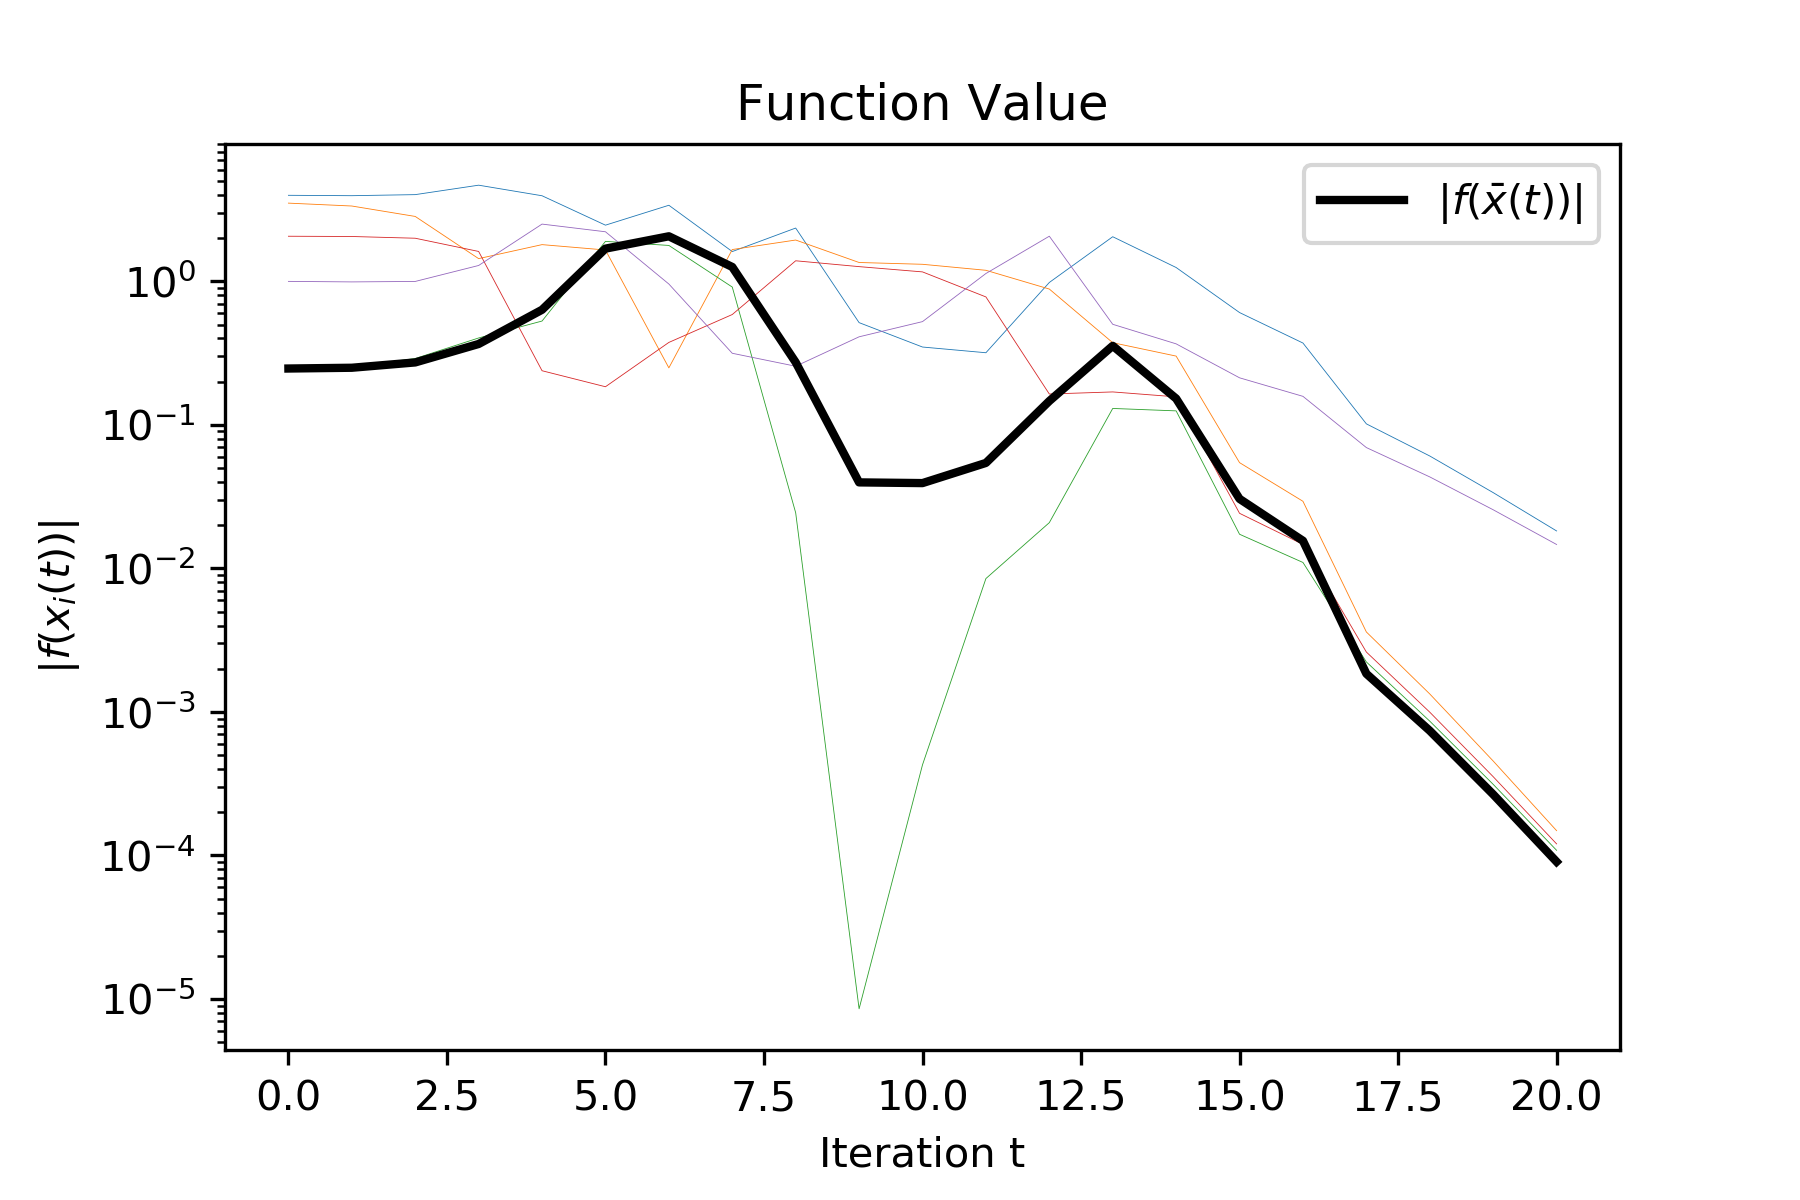 Function Value
|f(x̄(t))|
|f(xᵢ(t))|
10⁰
10⁻¹
10⁻²
10⁻³
10⁻⁴
10⁻⁵
0.0 2.5 5.0 7.5 10.0 12.5 15.0 17.5 20.0
Iteration t